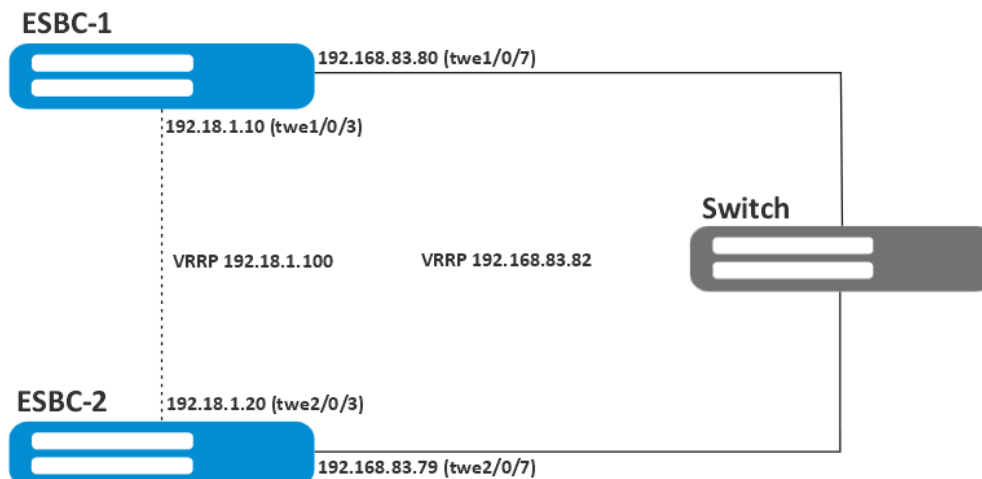 ESBC-1
192.168.83.80 (twe1/0/7)
192.18.1.10 (twe1/0/3)
Switch
VRRP 192.18.1.100
VRRP 192.168.83.82
ESBC-2
192.18.1.20 (twe2/0/3)
192.168.83.79 (twe2/0/7)